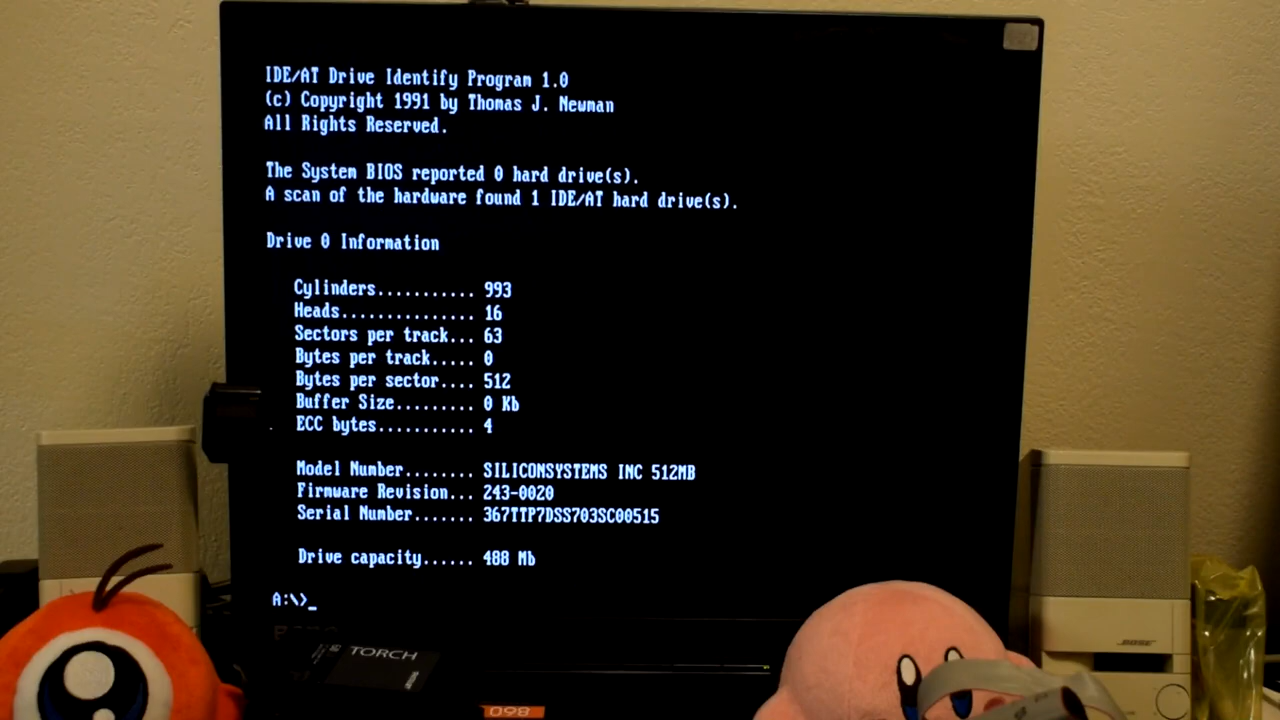 IDE/AT Drive Identify Program 1.0
(c) Copyright 1991 by Thomas J. Newman
All Rights Reserved.
The System BIOS reported 0 hard drive(s).
A scan of the hardware found 1 IDE/AT hard drive(s).
Drive 0 Information
Cylinders........... 993
Heads............... 16
Sectors per track... 63
Bytes per track..... 0
Bytes per sector.... 512
Buffer Size......... 0 Kb
ECC bytes........... 4
Model Number........ SILICONSYSTEMS INC 512MB
Firmware Revision... 243-0020
Serial Number....... 367TTP7DSS703SC00515
Drive capacity...... 488 Mb
A:\>_
TORCH
BOSE